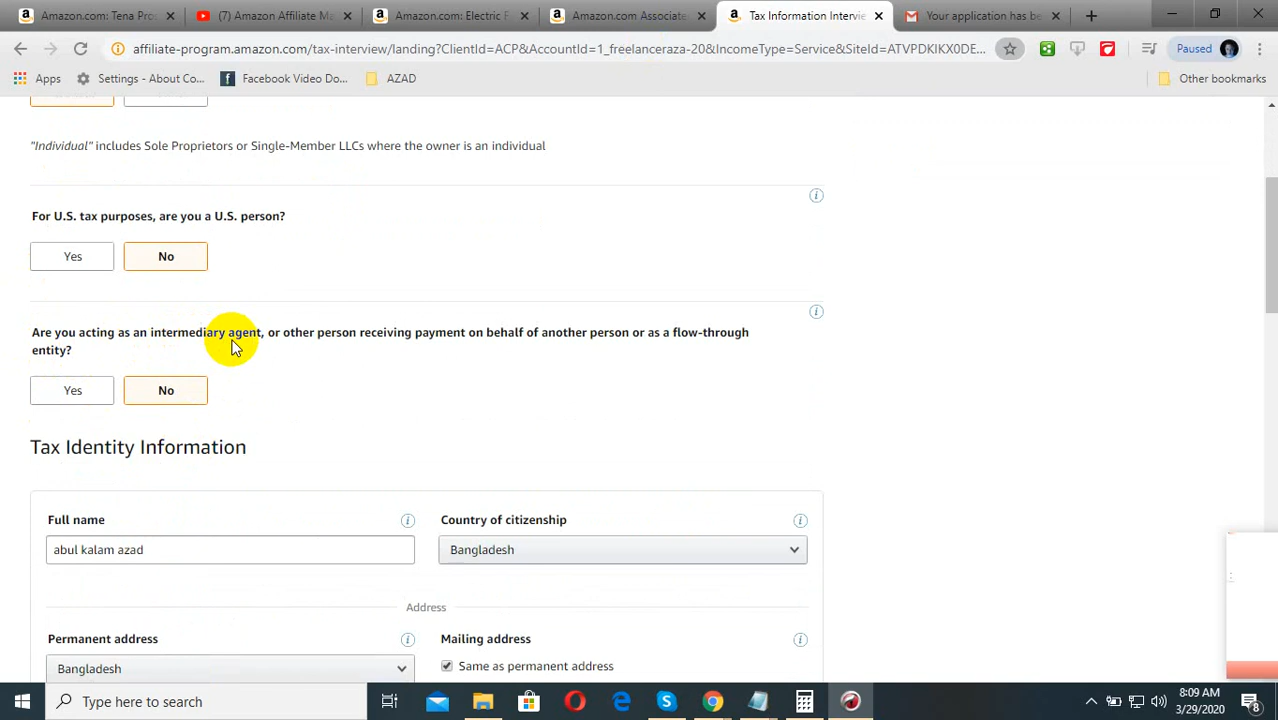 Amazon.com: Tena Pro
(7) Amazon Affiliate Ma
Amazon.com: Electric F
Amazon.com Associate
Tax Information Intervie
Your application has be
affiliate-program.amazon.com/tax-interview/landing?ClientId=ACP&AccountId=1_freelanceraza-20&IncomeType=Service&SiteId=ATVPDKIKX0DE...
Paused
Apps
Settings - About Co...
Facebook Video Do...
AZAD
Other bookmarks
"Individual" includes Sole Proprietors or Single-Member LLCs where the owner is an individual
For U.S. tax purposes, are you a U.S. person?
Yes
No
Are you acting as an intermediary agent, or other person receiving payment on behalf of another person or as a flow-through
entity?
Yes
No
Tax Identity Information
Full name
Country of citizenship
abul kalam azad
Bangladesh
Address
Permanent address
Mailing address
Bangladesh
Same as permanent address
Type here to search
8:09 AM
3/29/2020
8